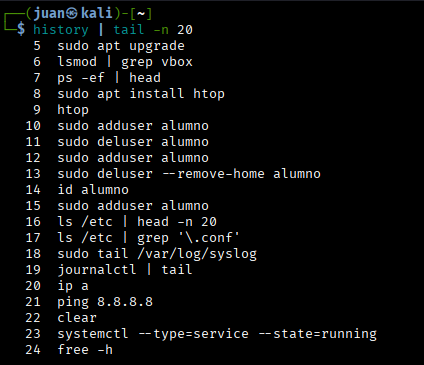 ┌──(juan㉿kali)-[~]
└─$ history | tail -n 20
5 sudo apt upgrade
6 lsmod | grep vbox
7 ps -ef | head
8 sudo apt install htop
9 htop
10 sudo adduser alumno
11 sudo deluser alumno
12 sudo adduser alumno
13 sudo deluser --remove-home alumno
14 id alumno
15 sudo adduser alumno
16 ls /etc | head -n 20
17 ls /etc | grep '\.conf'
18 sudo tail /var/log/syslog
19 journalctl | tail
20 ip a
21 ping 8.8.8.8
22 clear
23 systemctl --type=service --state=running
24 free -h